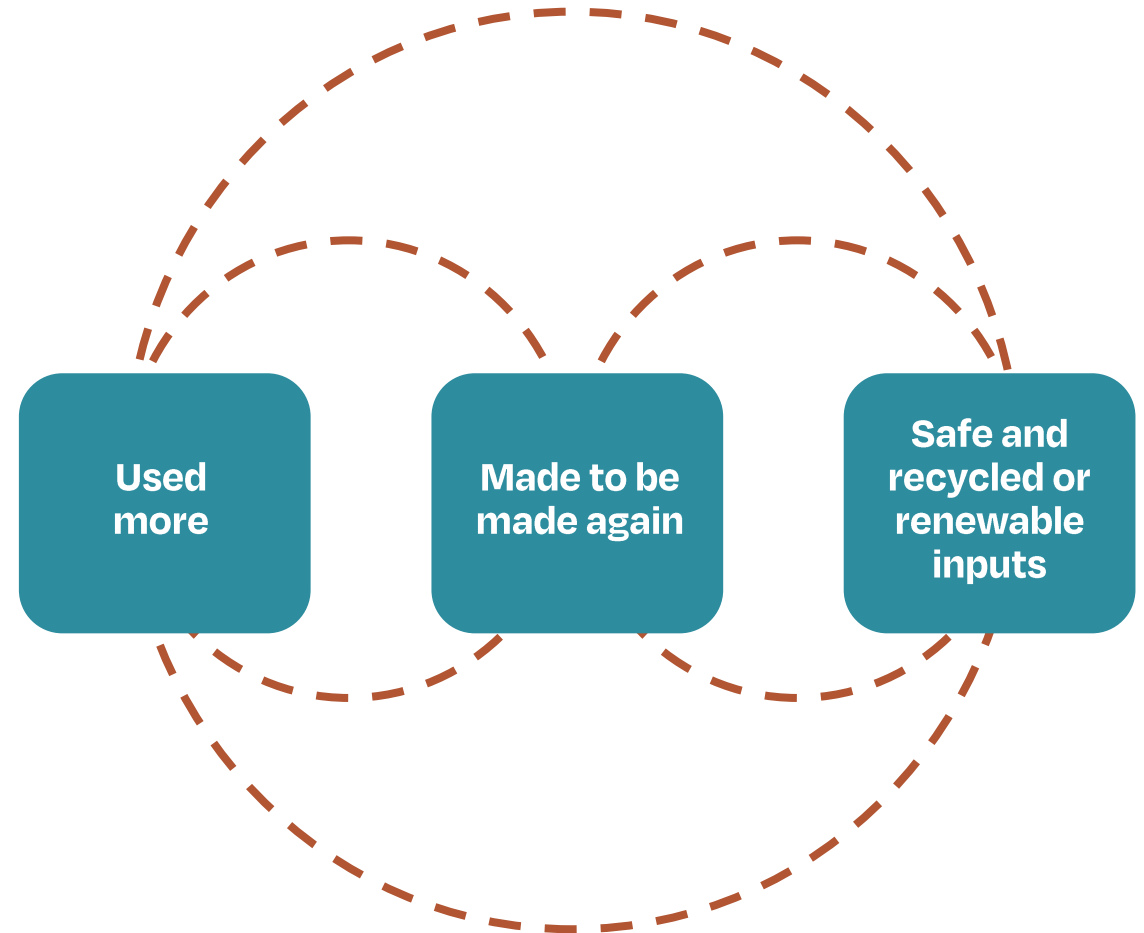 Used
more
Made to be
made again
Safe and
recycled or
renewable
inputs